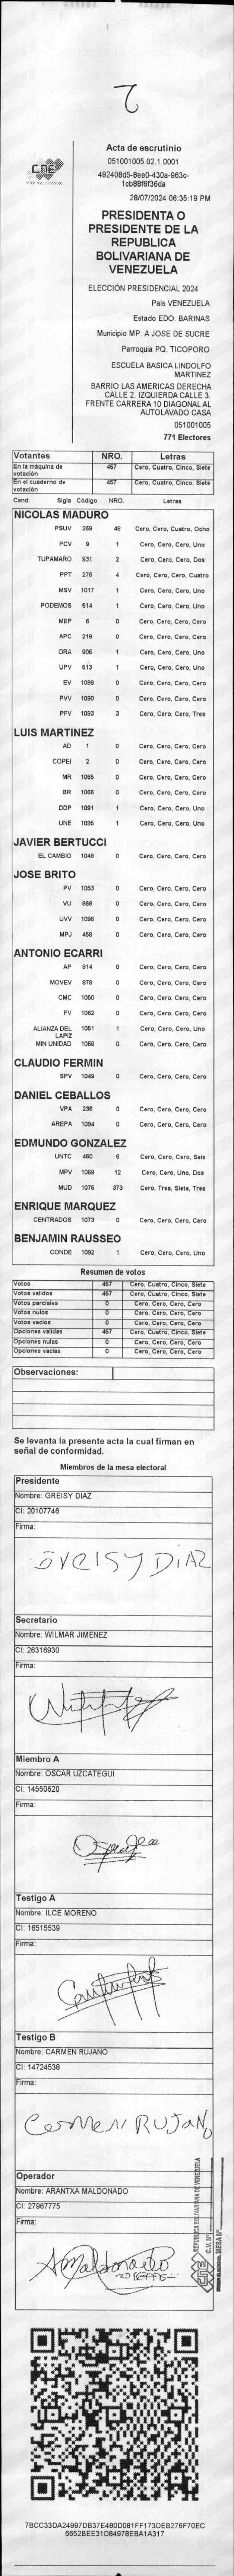 2
Acta de escrutinio
CNE
051001005.02.1.0001
492408d5-8ee0-430a-963c-
1cb88f6f36da
28/07/2024 06:35:19 PM
PRESIDENTA O
PRESIDENTE DE LA
REPUBLICA
BOLIVARIANA DE
VENEZUELA
ELECCIÓN PRESIDENCIAL 2024
Pais VENEZUELA
Estado EDO. BARINAS
Municipio MP. A JOSE DE SUCRE
Parroquia PQ. TICOPORO
ESCUELA BASICA LINDOLFO
MARTINEZ
BARRIO LAS AMERICAS DERECHA
CALLE 2. IZQUIERDA CALLE 3.
FRENTE CARRERA 10 DIAGONAL AL
AUTOLAVADO CASA
051001005
771 Electores
Votantes NRO. Letras
En la máquina de votación 457 Cero, Cuatro, Cinco, Siete
En el cuaderno de votación 457 Cero, Cuatro, Cinco, Siete
Cand. Sigla Código NRO. Letras
NICOLAS MADURO
PSUV 269 48 Cero, Cero, Cuatro, Ocho
PCV 9 1 Cero, Cero, Cero, Uno
TUPAMARO 931 2 Cero, Cero, Cero, Dos
PPT 276 4 Cero, Cero, Cero, Cuatro
MSV 1017 1 Cero, Cero, Cero, Uno
PODEMOS 514 1 Cero, Cero, Cero, Uno
MEP 6 0 Cero, Cero, Cero, Cero
APC 219 0 Cero, Cero, Cero, Cero
ORA 906 1 Cero, Cero, Cero, Uno
UPV 513 1 Cero, Cero, Cero, Uno
EV 1089 0 Cero, Cero, Cero, Cero
PVV 1090 0 Cero, Cero, Cero, Cero
PFV 1093 3 Cero, Cero, Cero, Tres
LUIS MARTINEZ
AD 1 0 Cero, Cero, Cero, Cero
COPEI 2 0 Cero, Cero, Cero, Cero
MR 1065 0 Cero, Cero, Cero, Cero
BR 1066 0 Cero, Cero, Cero, Cero
DDP 1091 1 Cero, Cero, Cero, Uno
UNE 1095 1 Cero, Cero, Cero, Uno
JAVIER BERTUCCI
EL CAMBIO 1048 0 Cero, Cero, Cero, Cero
JOSE BRITO
PV 1053 0 Cero, Cero, Cero, Cero
VU 868 0 Cero, Cero, Cero, Cero
UVV 1096 0 Cero, Cero, Cero, Cero
MPJ 458 0 Cero, Cero, Cero, Cero
ANTONIO ECARRI
AP 814 0 Cero, Cero, Cero, Cero
MOVEV 878 0 Cero, Cero, Cero, Cero
CMC 1050 0 Cero, Cero, Cero, Cero
FV 1062 0 Cero, Cero, Cero, Cero
ALIANZA DEL LAPIZ 1051 1 Cero, Cero, Cero, Uno
MIN UNIDAD 1068 0 Cero, Cero, Cero, Cero
CLAUDIO FERMIN
SPV 1049 0 Cero, Cero, Cero, Cero
DANIEL CEBALLOS
VPA 236 0 Cero, Cero, Cero, Cero
AREPA 1094 0 Cero, Cero, Cero, Cero
EDMUNDO GONZALEZ
UNTC 460 6 Cero, Cero, Cero, Seis
MPV 1069 12 Cero, Cero, Uno, Dos
MUD 1075 373 Cero, Tres, Siete, Tres
ENRIQUE MARQUEZ
CENTRADOS 1073 0 Cero, Cero, Cero, Cero
BENJAMIN RAUSSEO
CONDE 1092 1 Cero, Cero, Cero, Uno
Resumen de votos
Votos 457 Cero, Cuatro, Cinco, Siete
Votos validos 457 Cero, Cuatro, Cinco, Siete
Votos parciales 0 Cero, Cero, Cero, Cero
Votos nulos 0 Cero, Cero, Cero, Cero
Votos vacios 0 Cero, Cero, Cero, Cero
Opciones validas 457 Cero, Cuatro, Cinco, Siete
Opciones nulas 0 Cero, Cero, Cero, Cero
Opciones vacias 0 Cero, Cero, Cero, Cero
Observaciones:
Se levanta la presente acta la cual firman en
señal de conformidad.
Miembros de la mesa electoral
Presidente
Nombre: GREISY DIAZ
CI: 20107746
Firma:
GREISY DIAZ
Secretario
Nombre: WILMAR JIMENEZ
CI: 26316930
Firma:
Miembro A
Nombre: OSCAR UZCATEGUI
CI: 14550620
Firma:
Testigo A
Nombre: ILCE MORENO
CI: 16515539
Firma:
Testigo B
Nombre: CARMEN RUJANO
CI: 14724538
Firma:
Carmen RUJANO
Operador
Nombre: ARANTXA MALDONADO
CI: 27967775
Firma:
AMaldonado
REPUBLICA BOLIVARIANA DE VENEZUELA
CNE
C.V. Nº
MESA Nº
7BCC33DA24997DB37E480D081FF173DEB276F70EC
6652BEE31D84978EBA1A317